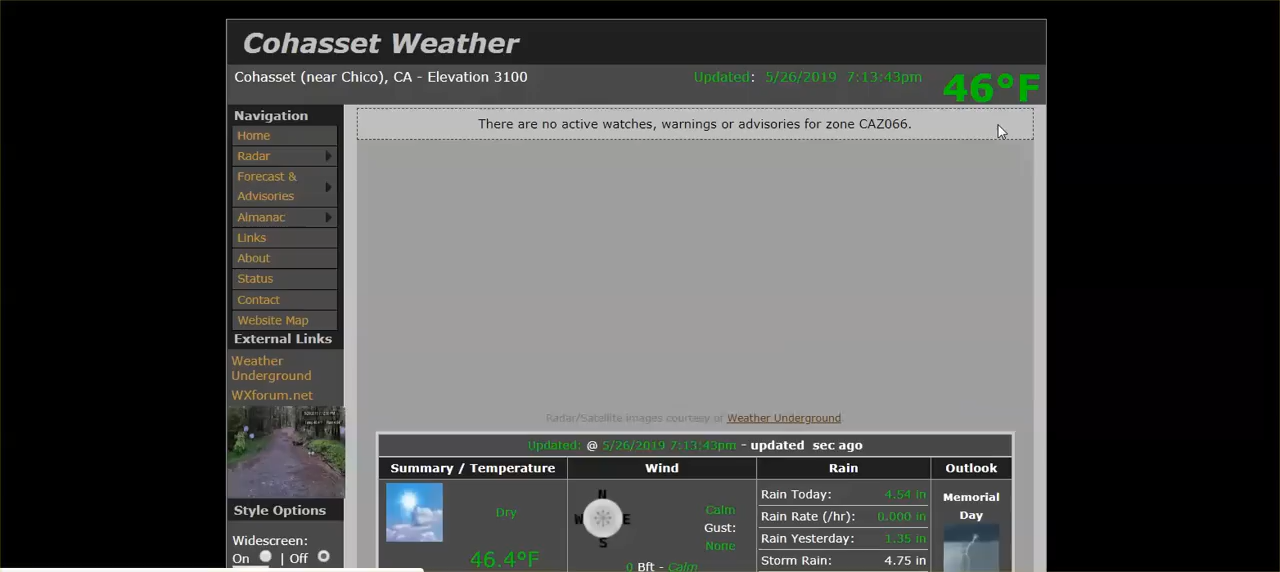 Cohasset Weather
Cohasset (near Chico), CA - Elevation 3100
Updated: 5/26/2019 7:13:43pm
46°F
Navigation
Home
Radar
Forecast &
Advisories
Almanac
Links
About
Status
Contact
Website Map
External Links
Weather
Underground
WXforum.net
Style Options
Widescreen:
On | Off
There are no active watches, warnings or advisories for zone CAZ066.
Radar/Satellite images courtesy of Weather Underground.
Updated: @ 5/26/2019 7:13:43pm - updated sec ago
Summary / Temperature
Dry
46.4°F
Wind
N
W E
S
Calm
Gust:
None
0 Bft - Calm
Rain
Rain Today: 4.54 in
Rain Rate (/hr): 0.000 in
Rain Yesterday: 1.35 in
Storm Rain: 4.75 in
Outlook
Memorial
Day